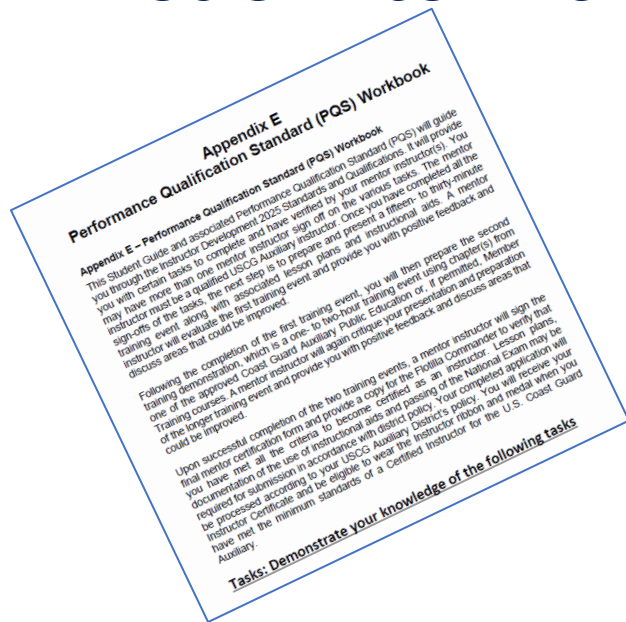 Appendix E
Performance Qualification Standard (PQS) Workbook
Appendix E – Performance Qualification Standard (PQS) Workbook
This Student Guide and associated Performance Qualification Standard (PQS) will guide
you through the Instructor Development 2025 Standards and Qualifications. It will provide
you with certain tasks to complete and have verified by your mentor instructor(s). You
may have more than one mentor instructor sign off on the various tasks. The mentor
instructor must be a qualified USCG Auxiliary instructor. Once you have completed all the
sign-offs of the tasks, the next step is to prepare and present a fifteen- to thirty-minute
training event along with associated lesson plans and instructional aids. A mentor
instructor will evaluate the first training event and provide you with positive feedback and
discuss areas that could be improved.
Following the completion of the first training event, you will then prepare the second
training demonstration, which is a one- to two-hour training event using chapter(s) from
one of the approved Coast Guard Auxiliary Public Education or, if permitted, Member
Training courses. A mentor instructor will again critique your presentation and preparation
of the longer training event and provide you with positive feedback and discuss areas that
could be improved.
Upon successful completion of the two training events, a mentor instructor will sign the
final mentor certification form and provide a copy for the Flotilla Commander to verify that
you have met all the criteria to become certified as an Instructor. Lesson plans,
documentation of the use of instructional aids and passing of the National Exam may be
required for submission in accordance with district policy. Your completed application will
be processed according to your USCG Auxiliary District's policy. You will receive your
Instructor Certificate and be eligible to wear the Instructor ribbon and medal when you
have met the minimum standards of a Certified Instructor for the U.S. Coast Guard
Auxiliary.
Tasks: Demonstrate your knowledge of the following tasks